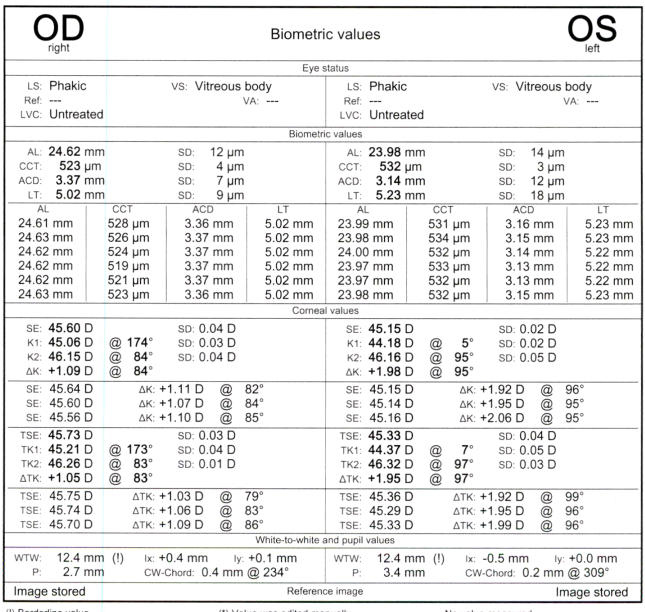 OD Biometric values OS
right left
Eye status
LS: Phakic VS: Vitreous body LS: Phakic VS: Vitreous body
Ref: --- VA: --- Ref: --- VA: ---
LVC: Untreated LVC: Untreated
Biometric values
AL: 24.62 mm SD: 12 µm AL: 23.98 mm SD: 14 µm
CCT: 523 µm SD: 4 µm CCT: 532 µm SD: 3 µm
ACD: 3.37 mm SD: 7 µm ACD: 3.14 mm SD: 12 µm
LT: 5.02 mm SD: 9 µm LT: 5.23 mm SD: 18 µm
AL CCT ACD LT AL CCT ACD LT
24.61 mm 528 µm 3.36 mm 5.02 mm 23.99 mm 531 µm 3.16 mm 5.23 mm
24.63 mm 526 µm 3.37 mm 5.02 mm 23.98 mm 534 µm 3.15 mm 5.23 mm
24.62 mm 524 µm 3.37 mm 5.02 mm 24.00 mm 532 µm 3.14 mm 5.22 mm
24.62 mm 519 µm 3.37 mm 5.02 mm 23.97 mm 533 µm 3.13 mm 5.22 mm
24.62 mm 521 µm 3.37 mm 5.02 mm 23.97 mm 532 µm 3.13 mm 5.22 mm
24.63 mm 523 µm 3.36 mm 5.02 mm 23.98 mm 532 µm 3.15 mm 5.23 mm
Corneal values
SE: 45.60 D SD: 0.04 D SE: 45.15 D SD: 0.02 D
K1: 45.06 D @ 174° SD: 0.03 D K1: 44.18 D @ 5° SD: 0.02 D
K2: 46.15 D @ 84° SD: 0.04 D K2: 46.16 D @ 95° SD: 0.05 D
ΔK: +1.09 D @ 84° ΔK: +1.98 D @ 95°
SE: 45.64 D ΔK: +1.11 D @ 82° SE: 45.15 D ΔK: +1.92 D @ 96°
SE: 45.60 D ΔK: +1.07 D @ 84° SE: 45.14 D ΔK: +1.95 D @ 95°
SE: 45.56 D ΔK: +1.10 D @ 85° SE: 45.16 D ΔK: +2.06 D @ 95°
TSE: 45.73 D SD: 0.03 D TSE: 45.33 D SD: 0.04 D
TK1: 45.21 D @ 173° SD: 0.04 D TK1: 44.37 D @ 7° SD: 0.05 D
TK2: 46.26 D @ 83° SD: 0.01 D TK2: 46.32 D @ 97° SD: 0.03 D
ΔTK: +1.05 D @ 83° ΔTK: +1.95 D @ 97°
TSE: 45.75 D ΔTK: +1.03 D @ 79° TSE: 45.36 D ΔTK: +1.92 D @ 99°
TSE: 45.74 D ΔTK: +1.06 D @ 83° TSE: 45.29 D ΔTK: +1.95 D @ 96°
TSE: 45.70 D ΔTK: +1.09 D @ 86° TSE: 45.33 D ΔTK: +1.99 D @ 96°
White-to-white and pupil values
WTW: 12.4 mm (!) Ix: +0.4 mm Iy: +0.1 mm WTW: 12.4 mm (!) Ix: -0.5 mm Iy: +0.0 mm
P: 2.7 mm CW-Chord: 0.4 mm @ 234° P: 3.4 mm CW-Chord: 0.2 mm @ 309°
Image stored Reference image Image stored